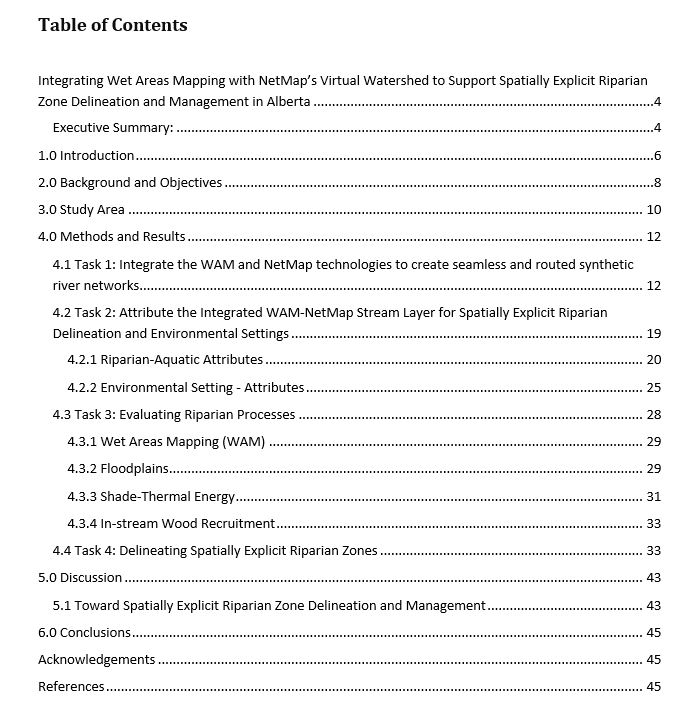 Table of Contents
Integrating Wet Areas Mapping with NetMap's Virtual Watershed to Support Spatially Explicit Riparian
Zone Delineation and Management in Alberta ....................................................................................4
Executive Summary: ....................................................................................4
1.0 Introduction....................................................................................6
2.0 Background and Objectives ....................................................................................8
3.0 Study Area .................................................................................... 10
4.0 Methods and Results .................................................................................... 12
4.1 Task 1: Integrate the WAM and NetMap technologies to create seamless and routed synthetic
river networks.................................................................................... 12
4.2 Task 2: Attribute the Integrated WAM-NetMap Stream Layer for Spatially Explicit Riparian
Delineation and Environmental Settings .................................................................................... 19
4.2.1 Riparian-Aquatic Attributes .................................................................................... 20
4.2.2 Environmental Setting - Attributes .................................................................................... 25
4.3 Task 3: Evaluating Riparian Processes .................................................................................... 28
4.3.1 Wet Areas Mapping (WAM) .................................................................................... 29
4.3.2 Floodplains.................................................................................... 29
4.3.3 Shade-Thermal Energy.................................................................................... 31
4.3.4 In-stream Wood Recruitment.................................................................................... 33
4.4 Task 4: Delineating Spatially Explicit Riparian Zones .................................................................................... 33
5.0 Discussion .................................................................................... 43
5.1 Toward Spatially Explicit Riparian Zone Delineation and Management.................................................................................... 43
6.0 Conclusions.................................................................................... 45
Acknowledgements .................................................................................... 45
References.................................................................................... 45